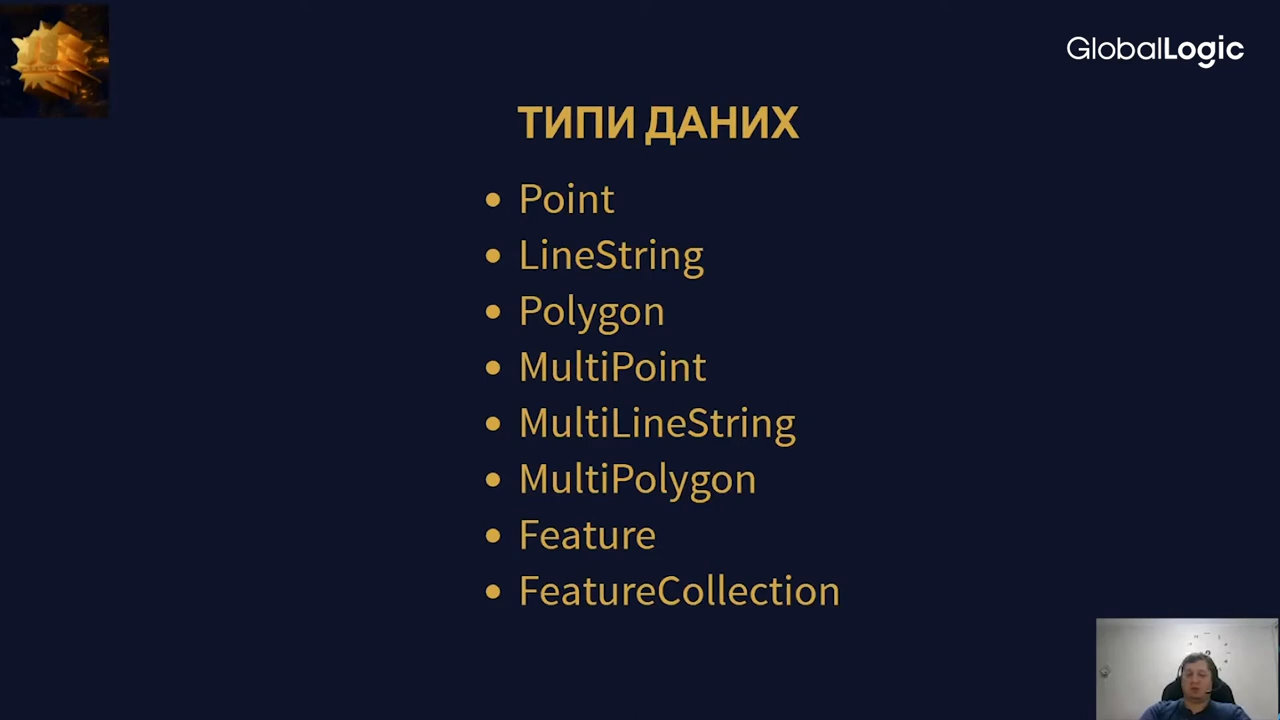 GlobalLogic
ТИПИ ДАНИХ
Point
LineString
Polygon
MultiPoint
MultiLineString
MultiPolygon
Feature
FeatureCollection